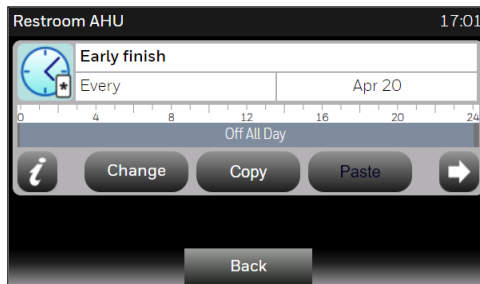 Restroom AHU 17:01
Early finish
Every Apr 20
0 4 8 12 16 20 24
Off All Day
i Change Copy Paste
Back